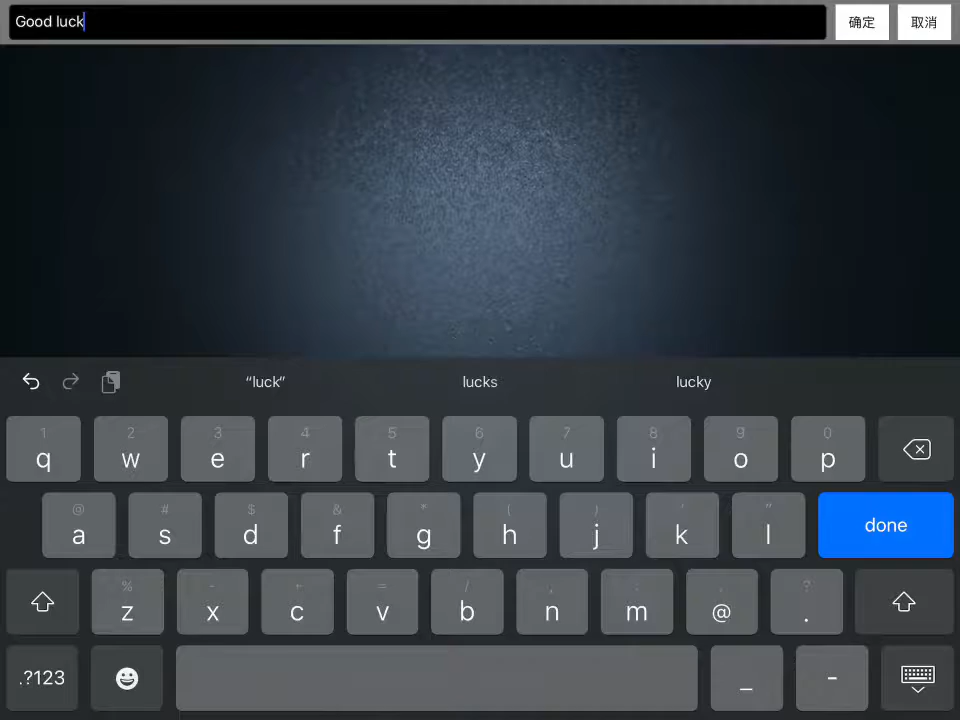 Good luck 确定 取消
“luck” lucks lucky
1 2 3 4 5 6 7 8 9 0
q w e r t y u i o p
@ # $ & * ( ) ' "
a s d f g h j k l done
% - + = / ; : , ?
z x c v b n m @ .
.?123 _ -